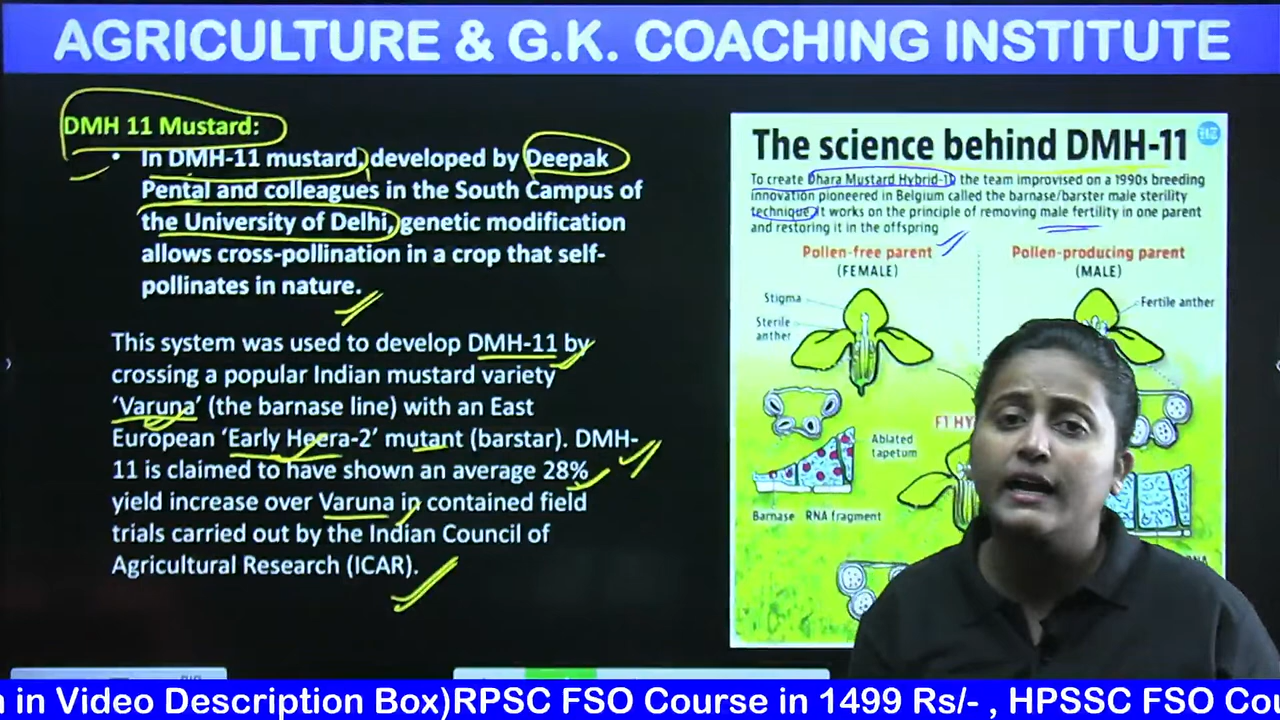 AGRICULTURE & G.K. COACHING INSTITUTE
DMH 11 Mustard:
• In DMH-11 mustard, developed by Deepak
Pental and colleagues in the South Campus of
the University of Delhi, genetic modification
allows cross-pollination in a crop that self-
pollinates in nature.
This system was used to develop DMH-11 by
crossing a popular Indian mustard variety
‘Varuna’ (the barnase line) with an East
European ‘Early Heera-2’ mutant (barstar). DMH-
11 is claimed to have shown an average 28%
yield increase over Varuna in contained field
trials carried out by the Indian Council of
Agricultural Research (ICAR).
The science behind DMH-11
To create Dhara Mustard Hybrid-11 the team improvised on a 1990s breeding
innovation pioneered in Belgium called the barnase/barster male sterility
technique. It works on the principle of removing male fertility in one parent
and restoring it in the offspring
Pollen-free parent
(FEMALE)
Pollen-producing parent
(MALE)
Stigma
Sterile
anther
Fertile anther
F1 HY
Ablated
tapetum
Barnase RNA fragment
in Video Description Box)RPSC FSO Course in 1499 Rs/- , HPSSC FSO Cou